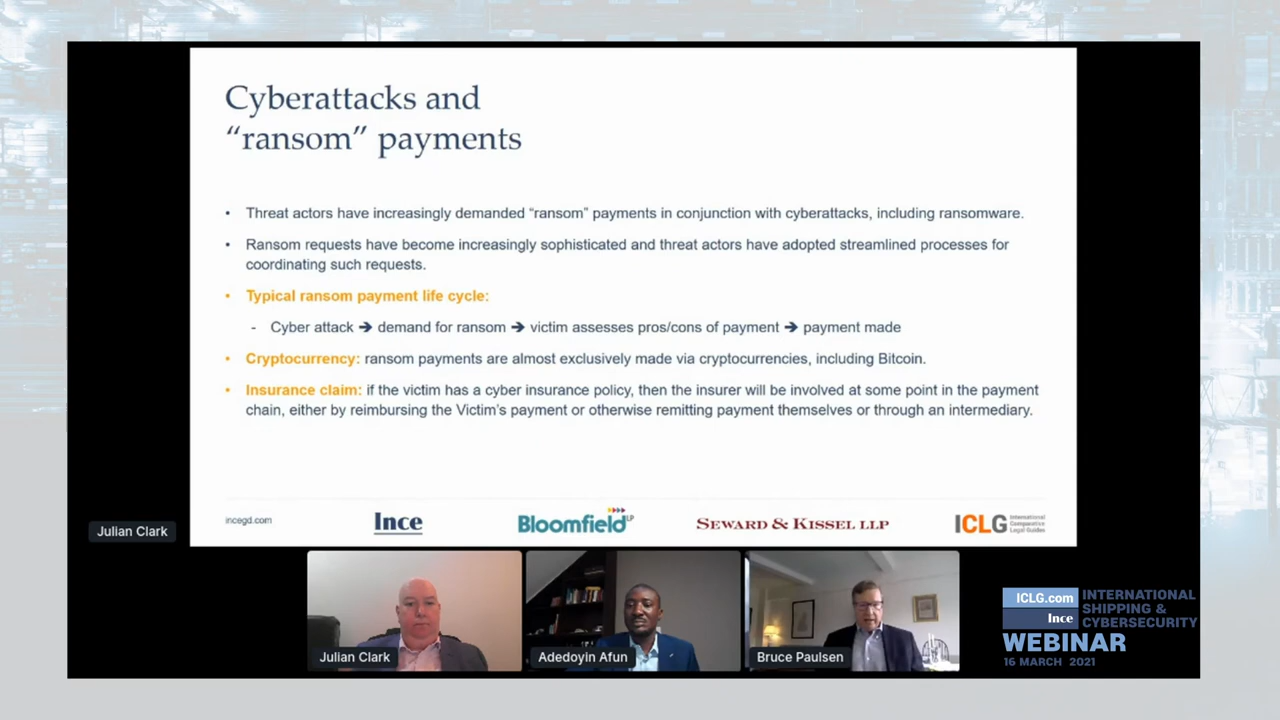 Cyberattacks and
“ransom” payments
• Threat actors have increasingly demanded “ransom” payments in conjunction with cyberattacks, including ransomware.
• Ransom requests have become increasingly sophisticated and threat actors have adopted streamlined processes for
coordinating such requests.
• Typical ransom payment life cycle:
- Cyber attack ➔ demand for ransom ➔ victim assesses pros/cons of payment ➔ payment made
• Cryptocurrency: ransom payments are almost exclusively made via cryptocurrencies, including Bitcoin.
• Insurance claim: if the victim has a cyber insurance policy, then the insurer will be involved at some point in the payment
chain, either by reimbursing the Victim’s payment or otherwise remitting payment themselves or through an intermediary.
incegd.com
Ince
Bloomfield LP
SEWARD & KISSEL LLP
ICLG
International
Comparative
Legal Guides
Julian Clark
Julian Clark
Adedoyin Afun
Bruce Paulsen
ICLG.com
Ince
INTERNATIONAL
SHIPPING &
CYBERSECURITY
WEBINAR
16 MARCH 2021